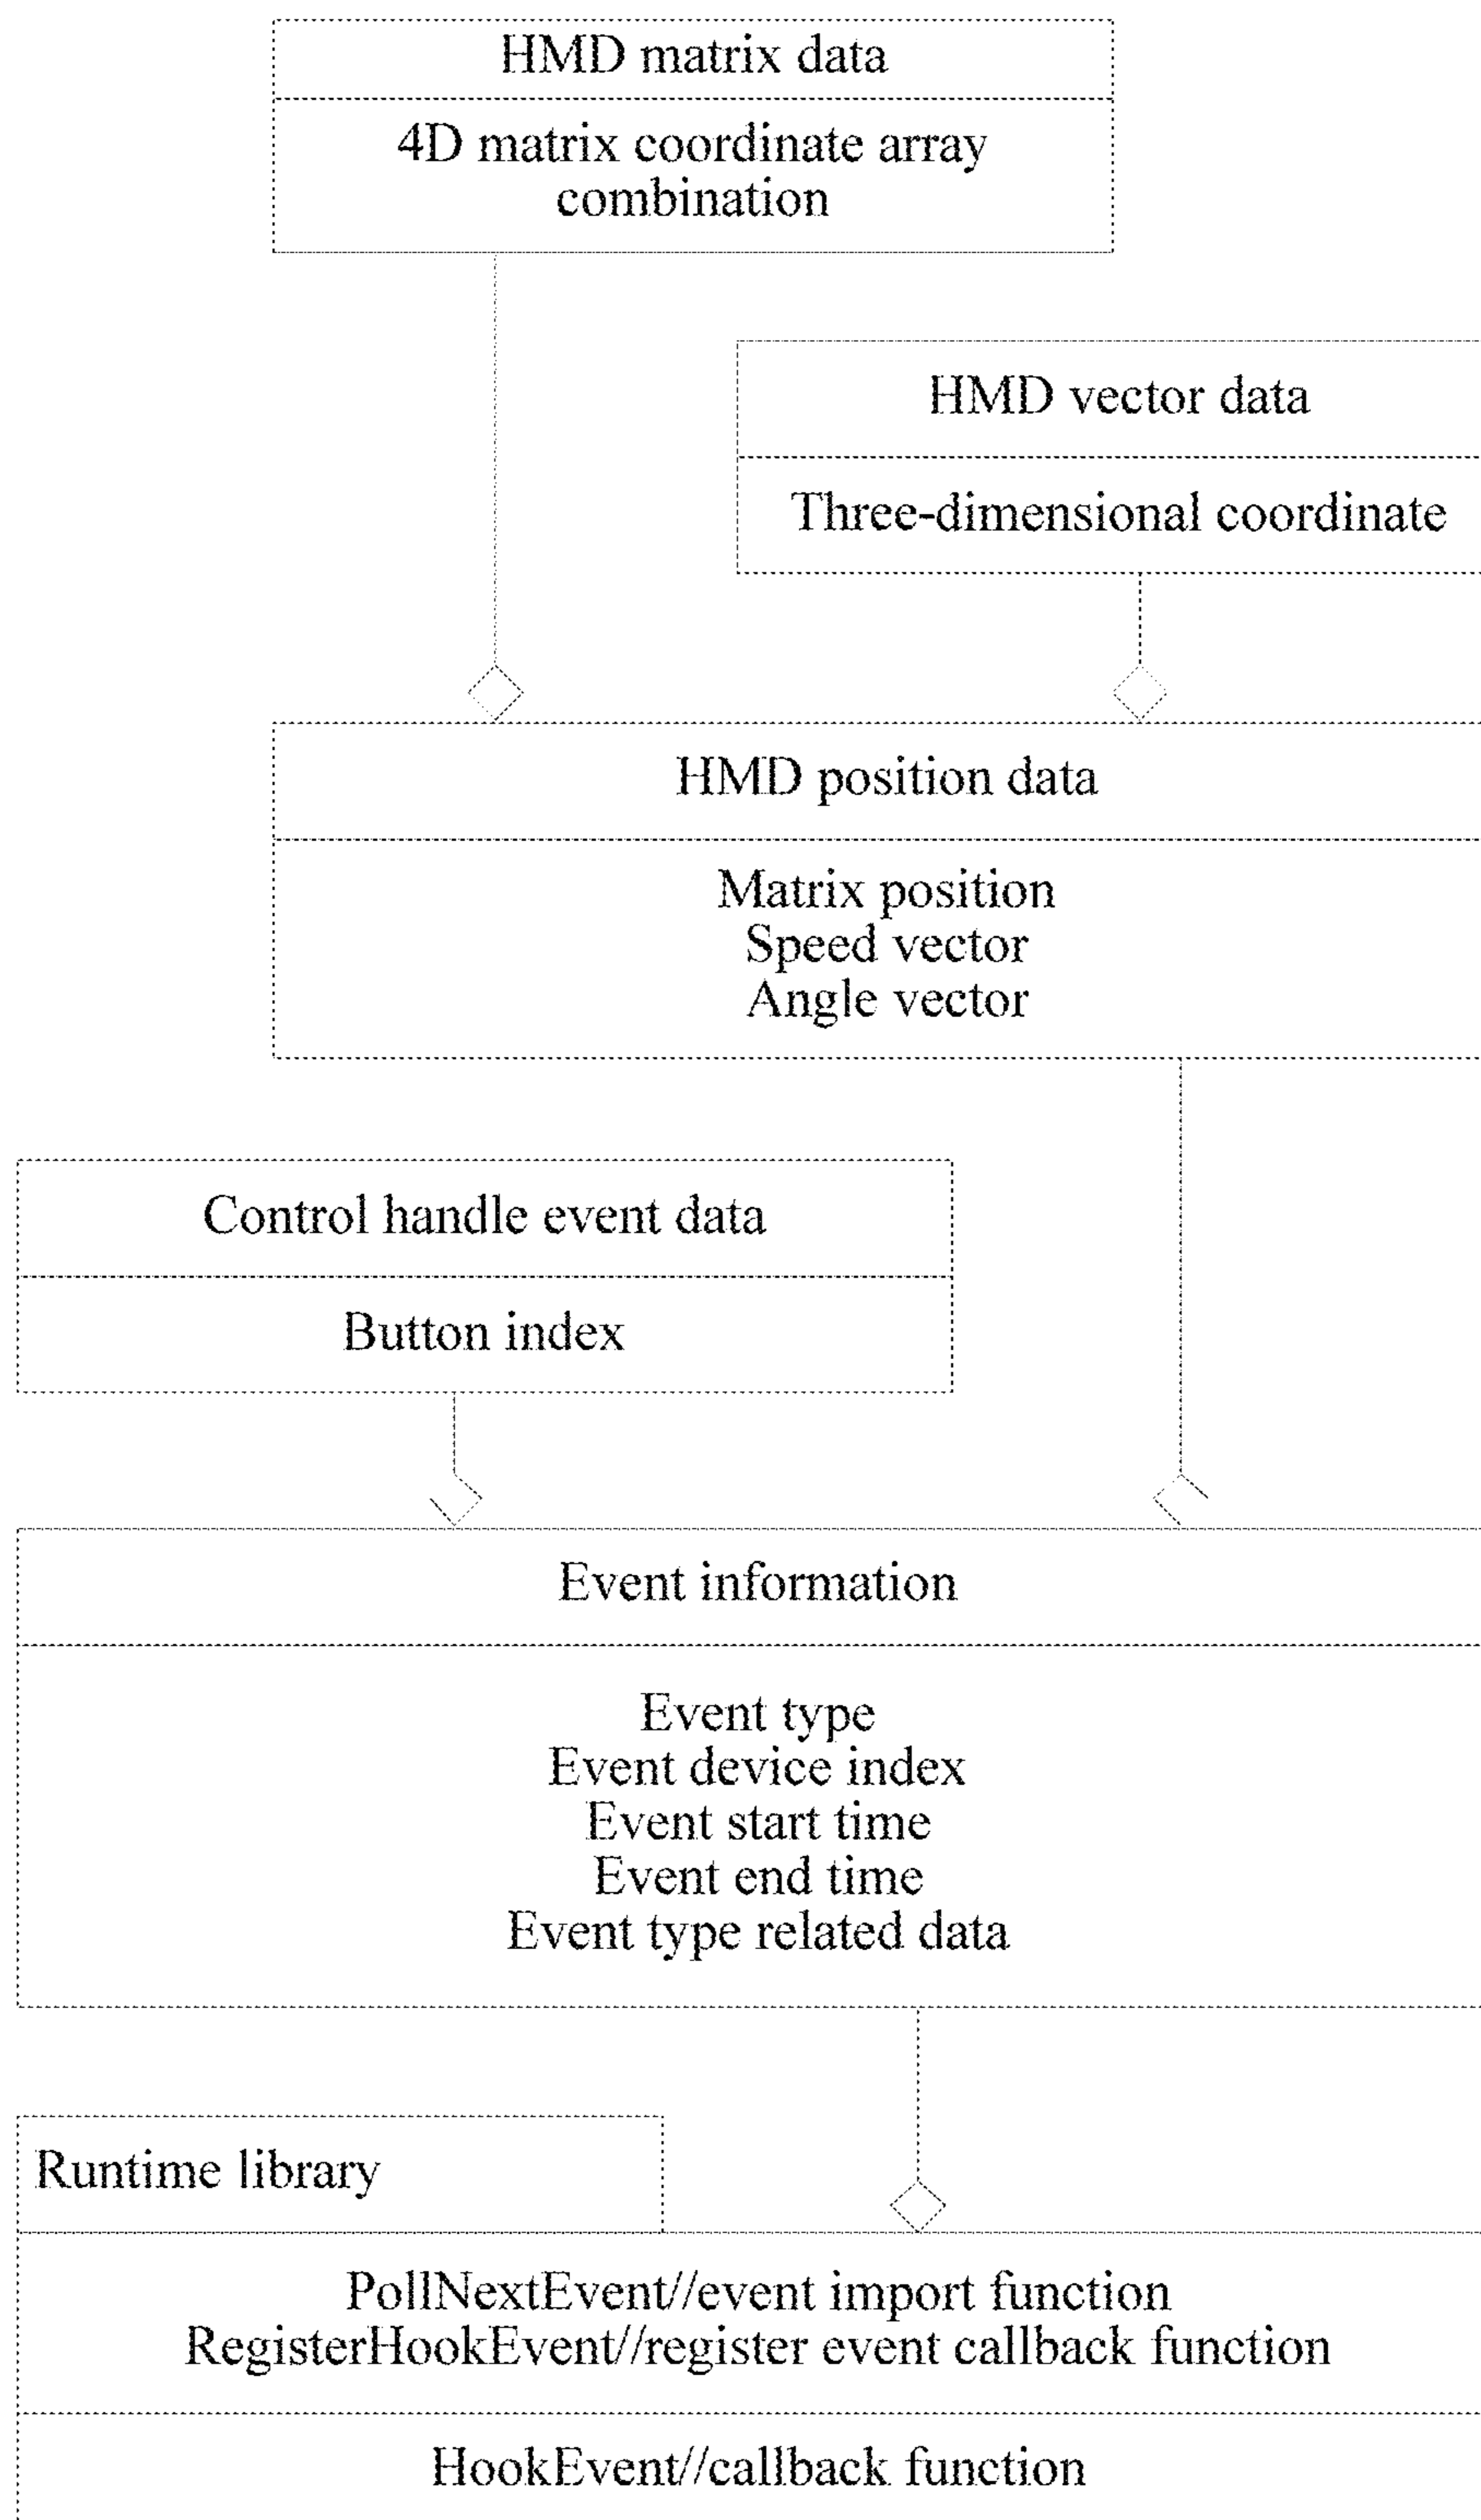 HMD matrix data
4D matrix coordinate array
combination
HMD vector data
Three-dimensional coordinate
HMD position data
Matrix position
Speed vector
Angle vector
Control handle event data
Button index
Event information
Event type
Event device index
Event start time
Event end time
Event type related data
Runtime library
PollNextEvent//event import function
RegisterHookEvent//register event callback function
HookEvent//callback function